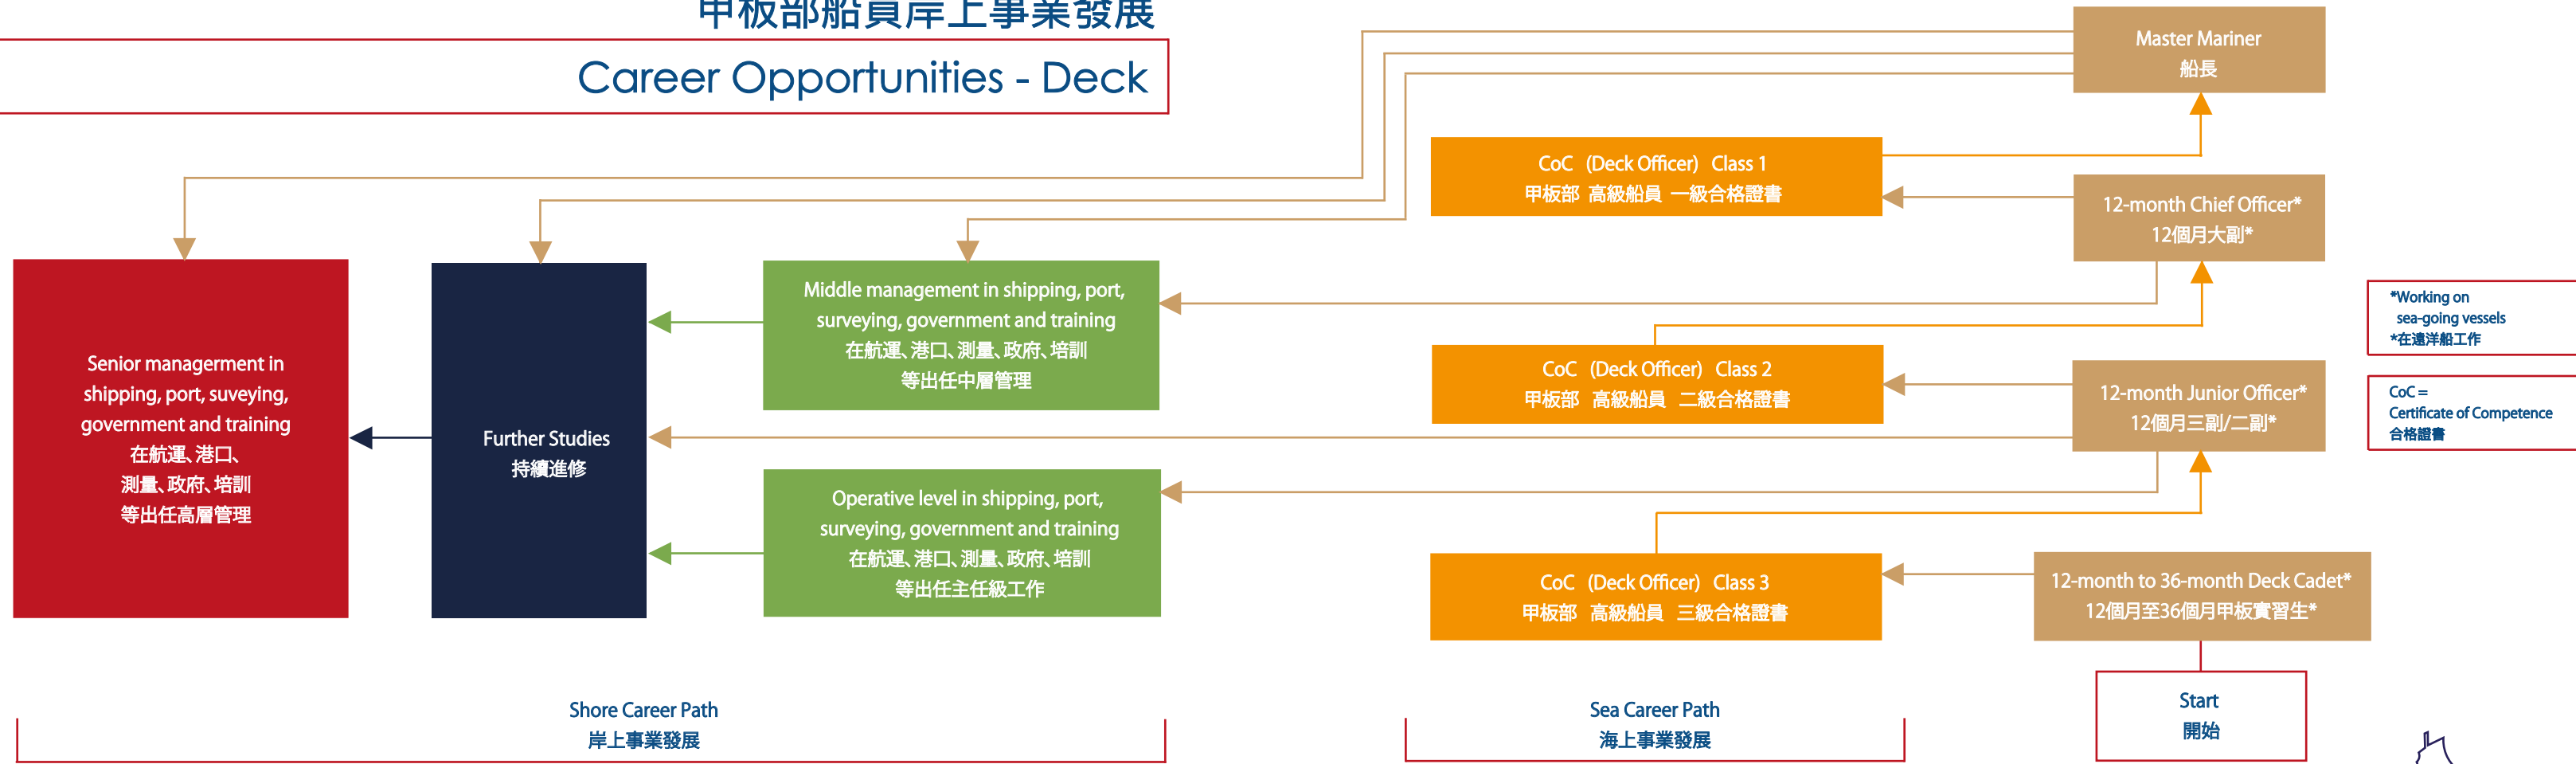 甲板部船員岸上事業發展
Career Opportunities - Deck
Master Mariner
船長
CoC (Deck Officer) Class 1
甲板部 高級船員 一級合格證書
12-month Chief Officer*
12個月大副*
Middle management in shipping, port,
surveying, government and training
在航運、港口、測量、政府、培訓
等出任中層管理
*Working on
sea-going vessels
*在遠洋船工作
Senior managerment in
shipping, port, suveying,
government and training
在航運、港口、
測量、政府、培訓
等出任高層管理
Further Studies
持續進修
CoC (Deck Officer) Class 2
甲板部 高級船員 二級合格證書
12-month Junior Officer*
12個月三副/二副*
CoC =
Certificate of Competence
合格證書
Operative level in shipping, port,
surveying, government and training
在航運、港口、測量、政府、培訓
等出任主任級工作
CoC (Deck Officer) Class 3
甲板部 高級船員 三級合格證書
12-month to 36-month Deck Cadet*
12個月至36個月甲板實習生*
Shore Career Path
岸上事業發展
Sea Career Path
海上事業發展
Start
開始